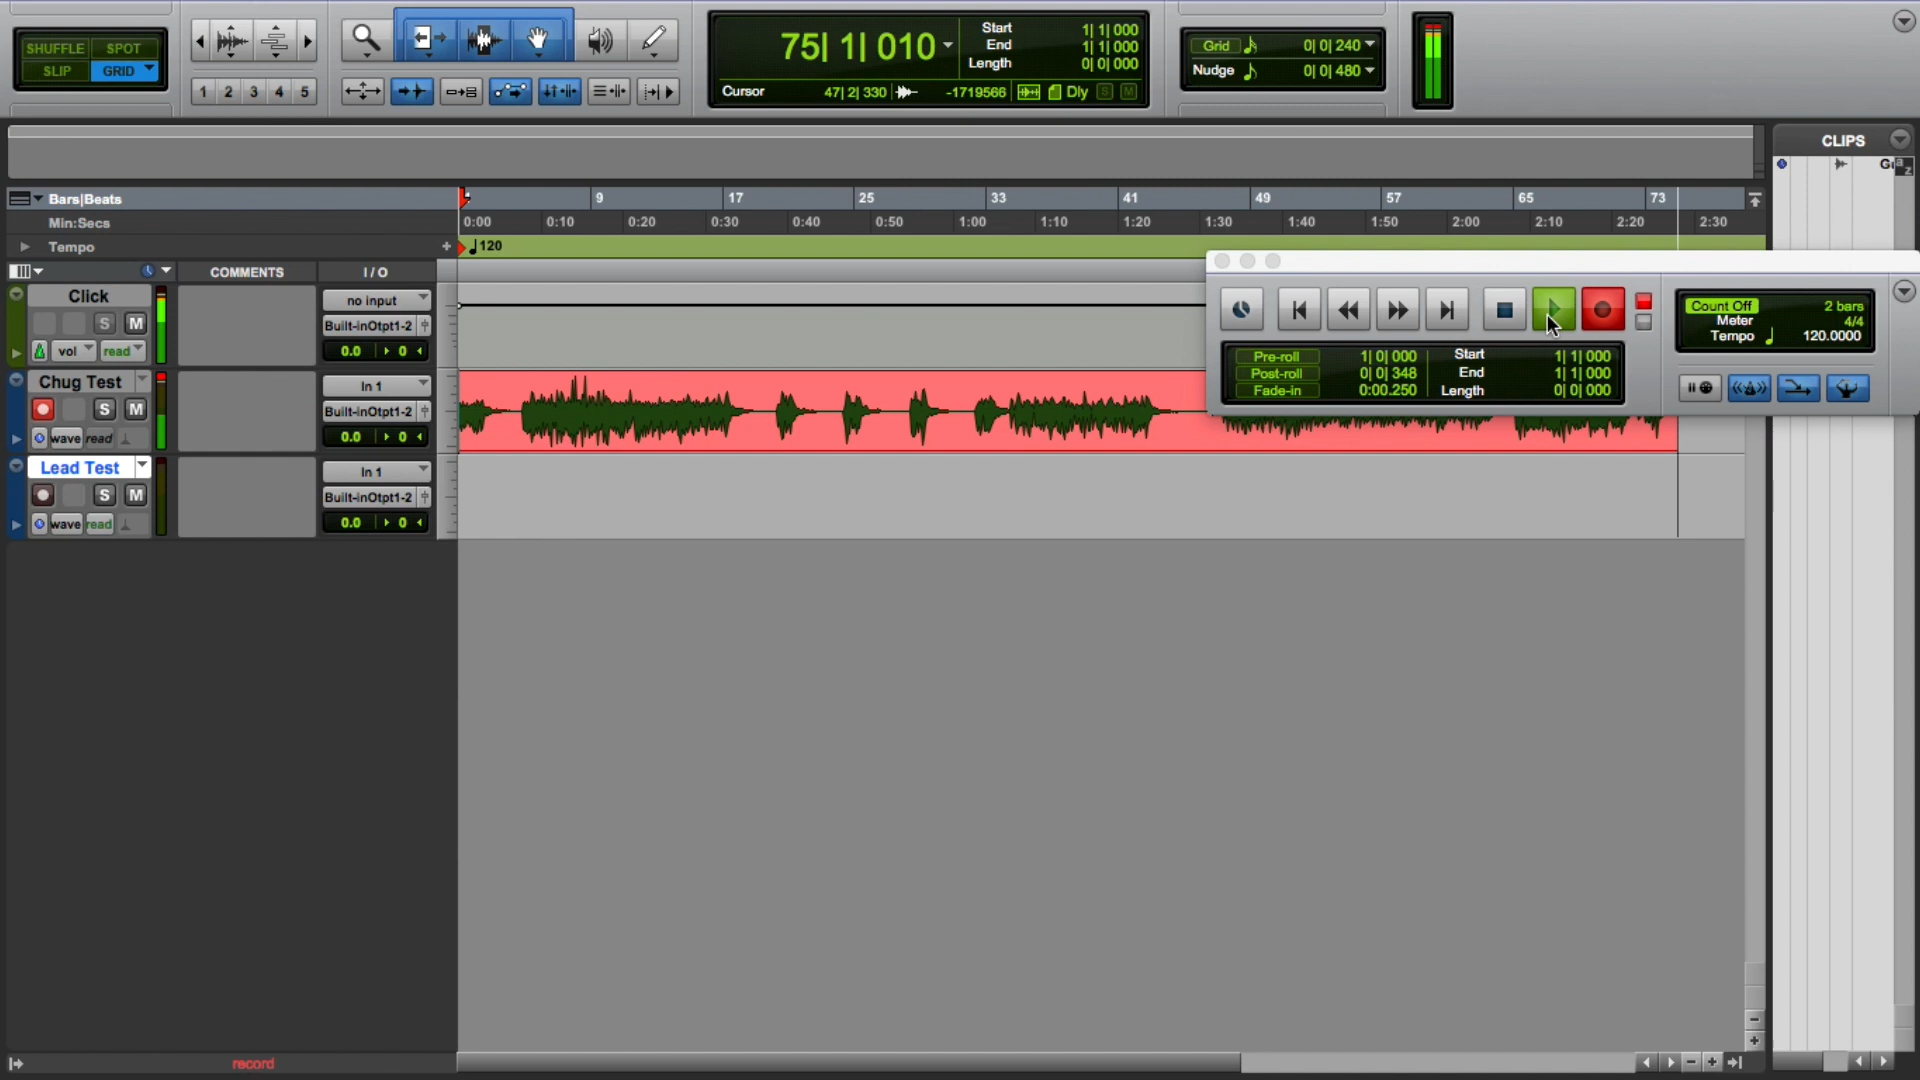 SHUFFLE SPOT
SLIP GRID
1 2 3 4 5
75| 1| 010
Start 1| 1| 000
End 1| 1| 000
Length 0| 0| 000
Cursor 47| 2| 330 -1719566 Dly S M
Grid 0| 0| 240
Nudge 0| 0| 480
CLIPS
Bars|Beats
9 17 25 33 41 49 57 65 73
Min:Secs
0:00 0:10 0:20 0:30 0:40 0:50 1:00 1:10 1:20 1:30 1:40 1:50 2:00 2:10 2:20 2:30
Tempo
120
COMMENTS I / O
Click
no input
S M
Built-inOtpt1-2
vol read
0.0 0
Chug Test
In 1
S M
Built-inOtpt1-2
wave read
0.0 0
Lead Test
In 1
S M
Built-inOtpt1-2
wave read
0.0 0
Count Off 2 bars
Meter 4/4
Tempo 120.0000
Pre-roll 1| 0| 000
Post-roll 0| 0| 348
Fade-in 0:00.250
Start 1| 1| 000
End 1| 1| 000
Length 0| 0| 000
record